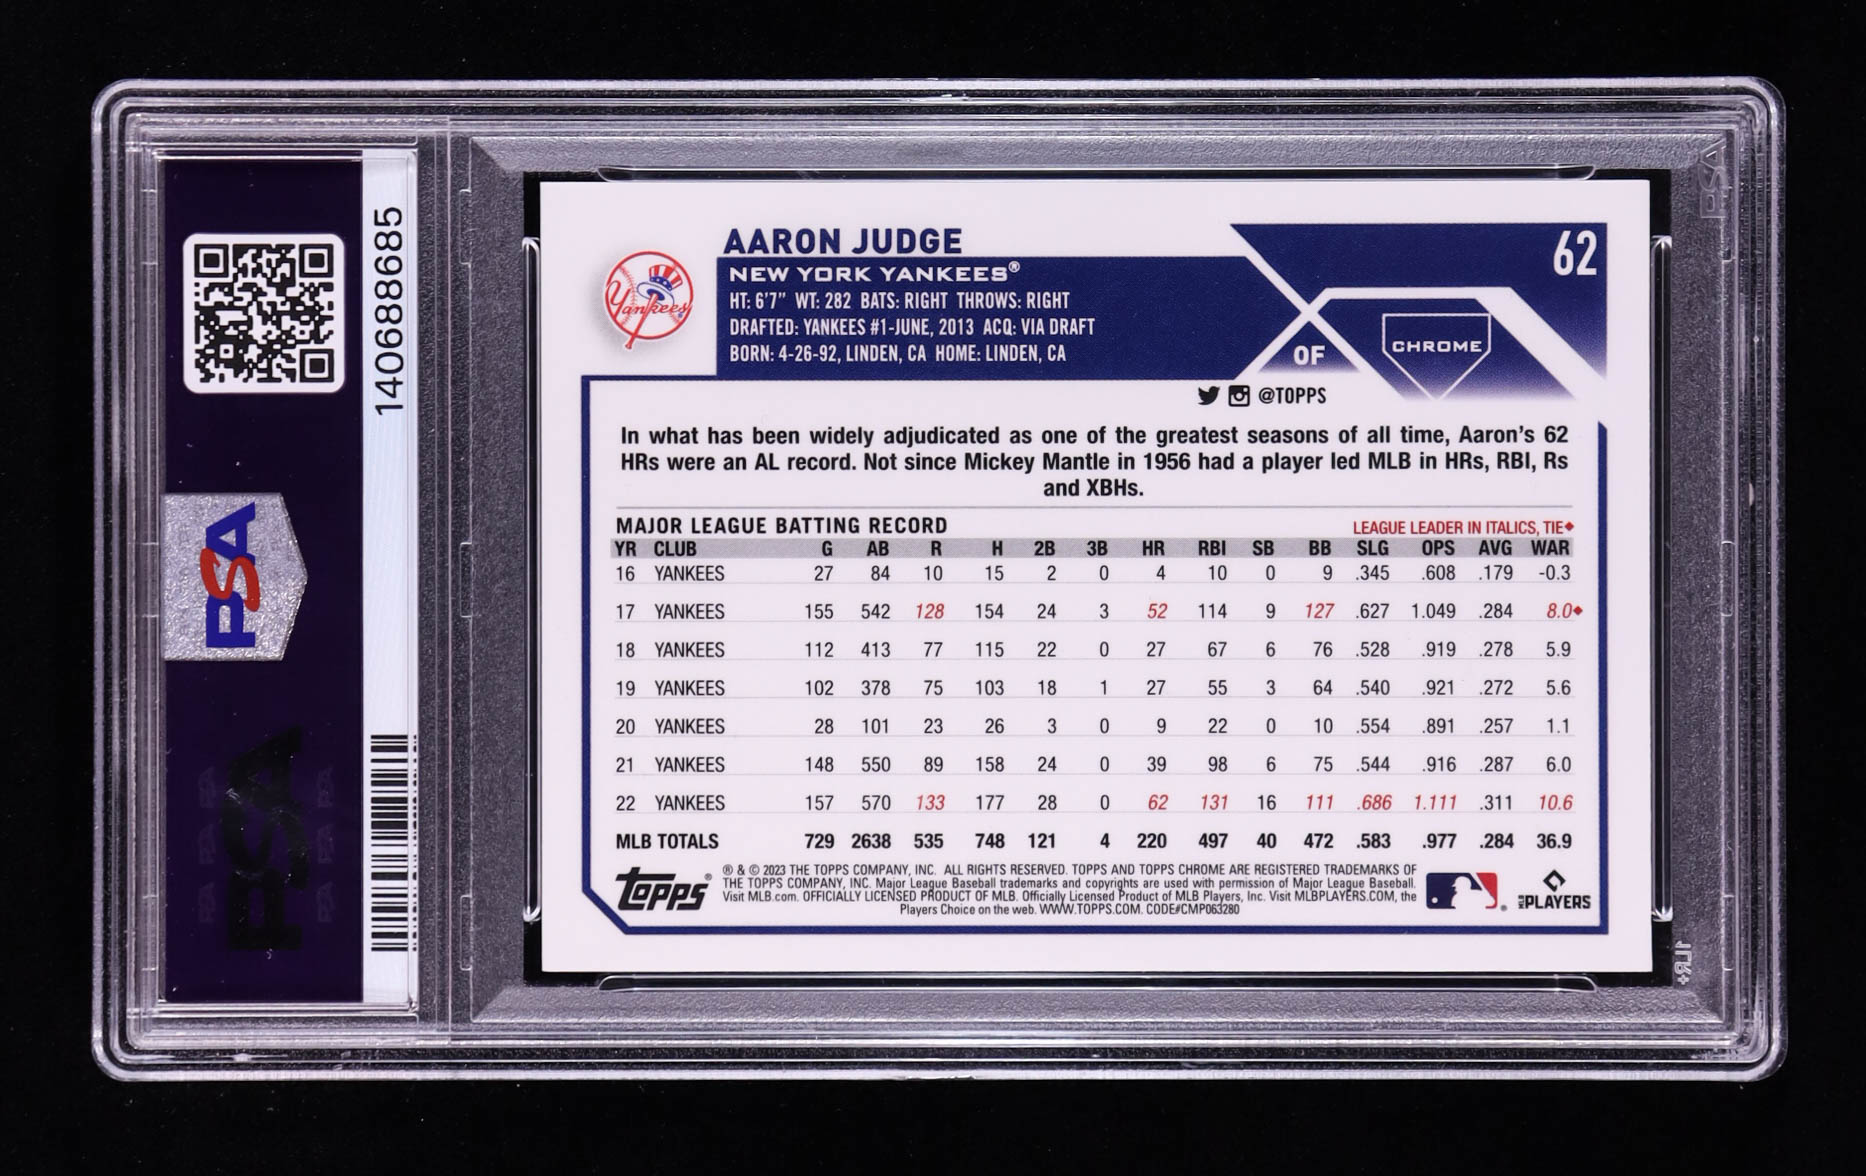 140688685
PSA
PSA
Yankees
AARON JUDGE
62
NEW YORK YANKEES®
HT: 6'7" WT: 282 BATS: RIGHT THROWS: RIGHT
DRAFTED: YANKEES #1-JUNE, 2013 ACQ: VIA DRAFT
BORN: 4-26-92, LINDEN, CA HOME: LINDEN, CA
OF
CHROME
@TOPPS
In what has been widely adjudicated as one of the greatest seasons of all time, Aaron's 62
HRs were an AL record. Not since Mickey Mantle in 1956 had a player led MLB in HRs, RBI, Rs
and XBHs.
MAJOR LEAGUE BATTING RECORD LEAGUE LEADER IN ITALICS, TIE◆
YR CLUB G AB R H 2B 3B HR RBI SB BB SLG OPS AVG WAR
16 YANKEES 27 84 10 15 2 0 4 10 0 9 .345 .608 .179 -0.3
17 YANKEES 155 542 128 154 24 3 52 114 9 127 .627 1.049 .284 8.0◆
18 YANKEES 112 413 77 115 22 0 27 67 6 76 .528 .919 .278 5.9
19 YANKEES 102 378 75 103 18 1 27 55 3 64 .540 .921 .272 5.6
20 YANKEES 28 101 23 26 3 0 9 22 0 10 .554 .891 .257 1.1
21 YANKEES 148 550 89 158 24 0 39 98 6 75 .544 .916 .287 6.0
22 YANKEES 157 570 133 177 28 0 62 131 16 111 .686 1.111 .311 10.6
MLB TOTALS 729 2638 535 748 121 4 220 497 40 472 .583 .977 .284 36.9
topps®
® & © 2023 THE TOPPS COMPANY, INC. ALL RIGHTS RESERVED. TOPPS AND TOPPS CHROME ARE REGISTERED TRADEMARKS OF
THE TOPPS COMPANY, INC. Major League Baseball trademarks and copyrights are used with permission of Major League Baseball.
Visit MLB.com. OFFICIALLY LICENSED PRODUCT OF MLB. Officially Licensed Product of MLB Players, Inc. Visit MLBPLAYERS.COM, the
Players Choice on the web. WWW.TOPPS.COM. CODE#CMP063280
MLB PLAYERS
PSA
1LR+